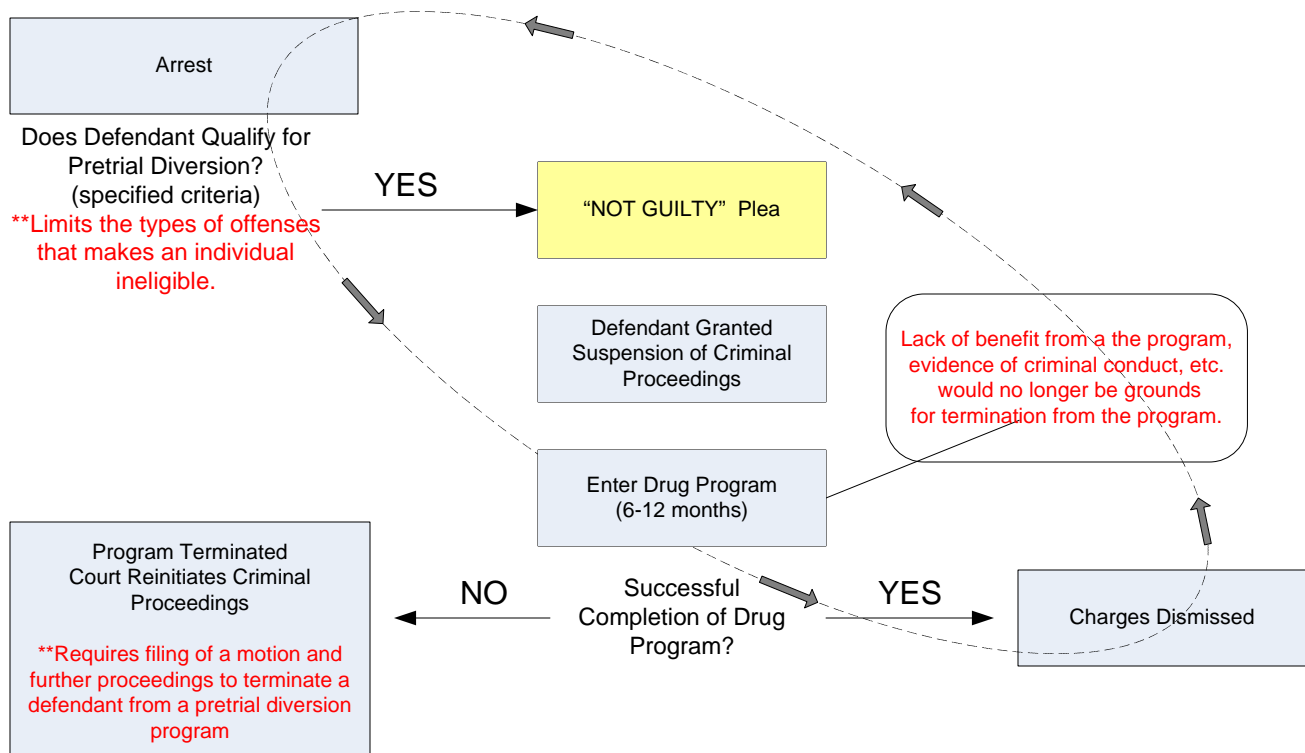 Arrest
Does Defendant Qualify for
Pretrial Diversion?
(specified criteria)
**Limits the types of offenses
that makes an individual
ineligible.
YES
“NOT GUILTY” Plea
Defendant Granted
Suspension of Criminal
Proceedings
Lack of benefit from a the program,
evidence of criminal conduct, etc.
would no longer be grounds
for termination from the program.
Enter Drug Program
(6-12 months)
Program Terminated
Court Reinitiates Criminal
Proceedings
**Requires filing of a motion and
further proceedings to terminate a
defendant from a pretrial diversion
program
NO
Successful
Completion of Drug
Program?
YES
Charges Dismissed